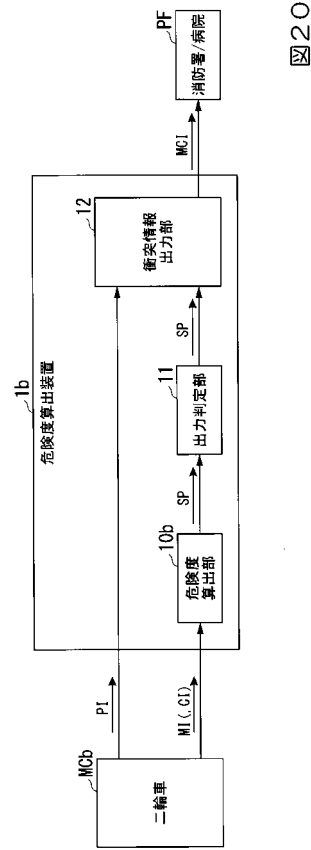 図20
1b
危険度算出装置
MCb
二輪車
PI
MI(,CI)
10b
危険度
算出部
SP
11
出力判定部
SP
12
衝突情報
出力部
MCI
PF
消防署/病院